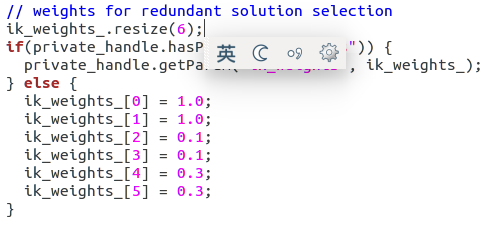 // weights for redundant solution selection
ik_weights_.resize(6);
if(private_handle.hasP ")) {
英
private_handle.getPa , ik_weights_);
} else {
ik_weights_[0] = 1.0;
ik_weights_[1] = 1.0;
ik_weights_[2] = 0.1;
ik_weights_[3] = 0.1;
ik_weights_[4] = 0.3;
ik_weights_[5] = 0.3;
}